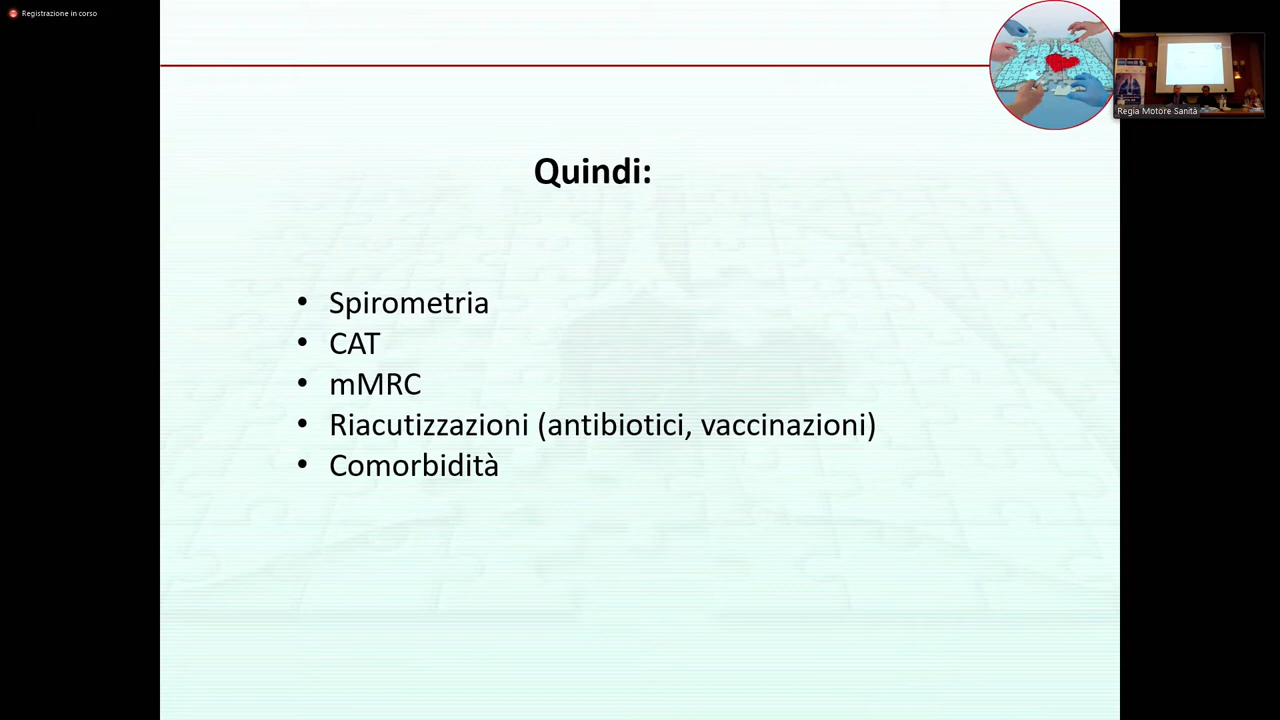 Registrazione in corso
Regia Motore Sanità
Quindi:
• Spirometria
• CAT
• mMRC
• Riacutizzazioni (antibiotici, vaccinazioni)
• Comorbidità